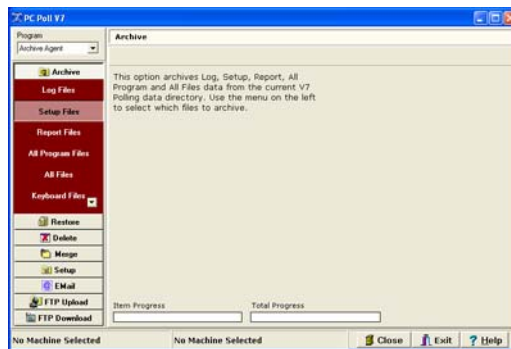 PC Poll V7
Program
Archive Agent
Archive
Archive
Log Files
Setup Files
Report Files
All Program Files
All Files
Keyboard Files
Restore
Delete
Merge
Setup
EMail
FTP Upload
FTP Download
This option archives Log, Setup, Report, All
Program and All Files data from the current V7
Polling data directory. Use the menu on the left
to select which files to archive.
Item Progress
Total Progress
No Machine Selected
No Machine Selected
Close
Exit
Help